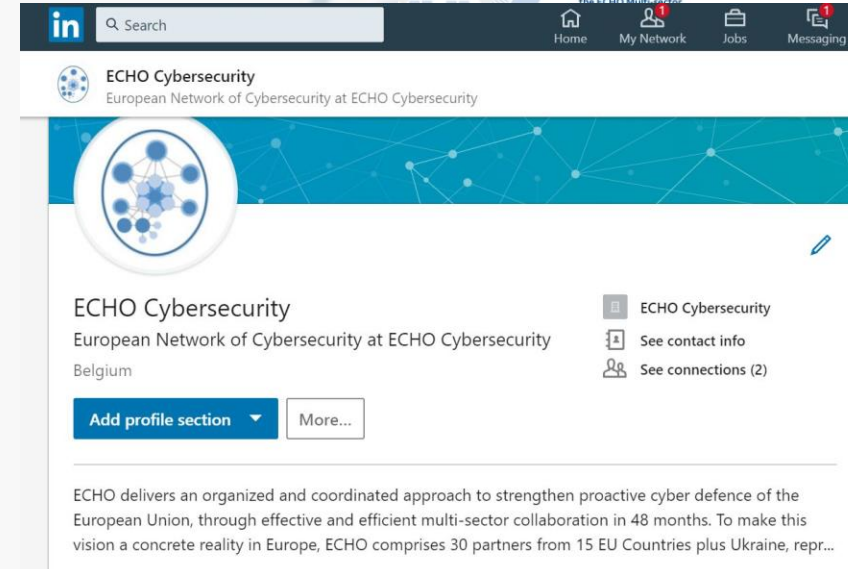 the ECHO Multi-sector
in
Search
Home
1
My Network
Jobs
1
Messaging
ECHO Cybersecurity
European Network of Cybersecurity at ECHO Cybersecurity
ECHO Cybersecurity
European Network of Cybersecurity at ECHO Cybersecurity
Belgium
ECHO Cybersecurity
See contact info
See connections (2)
Add profile section
More...
ECHO delivers an organized and coordinated approach to strengthen proactive cyber defence of the
European Union, through effective and efficient multi-sector collaboration in 48 months. To make this
vision a concrete reality in Europe, ECHO comprises 30 partners from 15 EU Countries plus Ukraine, repr...